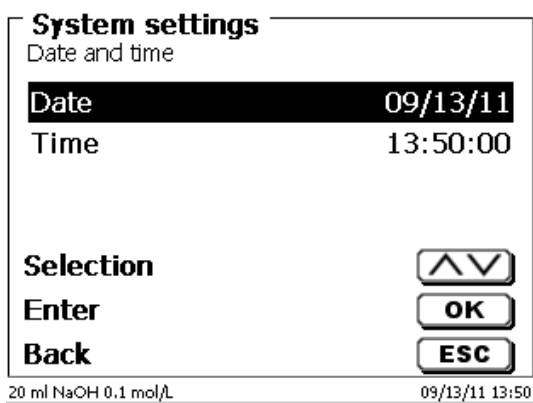 System settings
Date and time
Date 09/13/11
Time 13:50:00
Selection
Enter OK
Back ESC
20 ml NaOH 0.1 mol/L 09/13/11 13:50